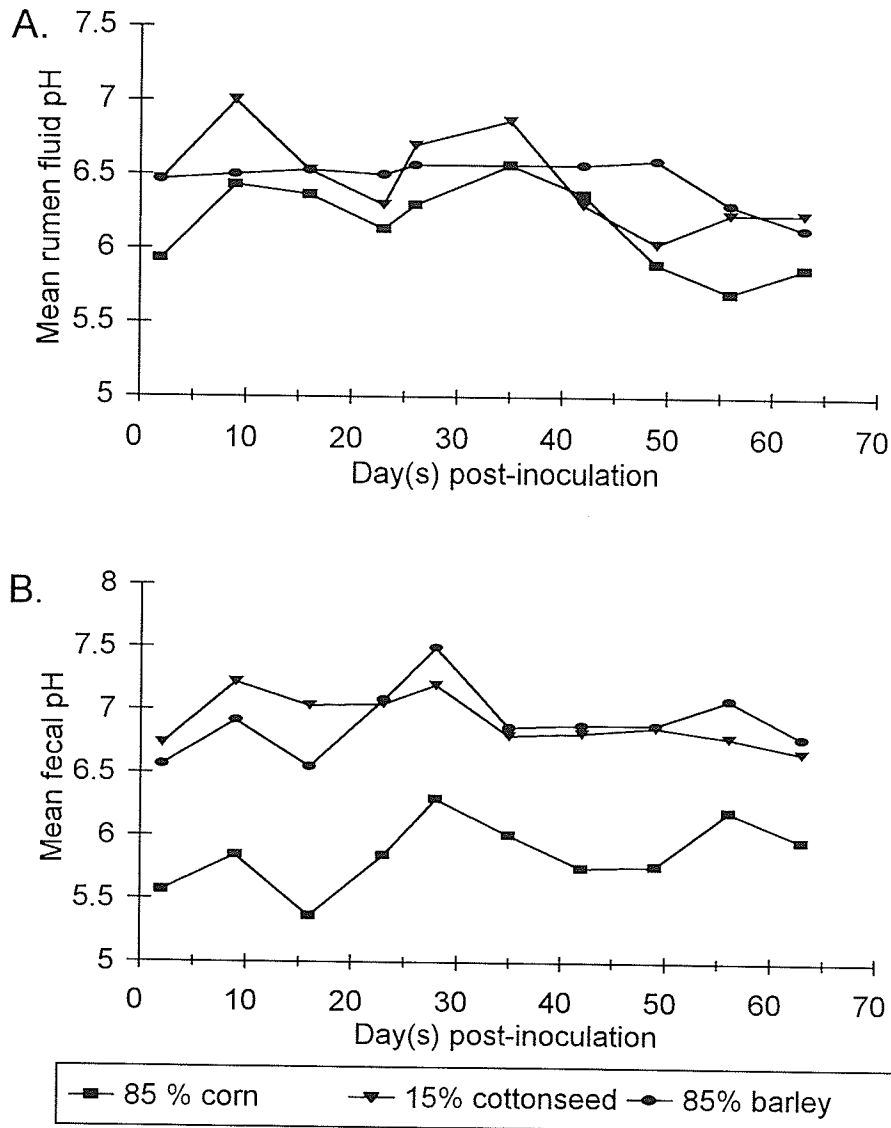 A.
Mean rumen fluid pH
7.5
7
6.5
6
5.5
5
0 10 20 30 40 50 60 70
Day(s) post-inoculation
B.
Mean fecal pH
8
7.5
7
6.5
6
5.5
5
0 10 20 30 40 50 60 70
Day(s) post-inoculation
85 % corn 15% cottonseed 85% barley